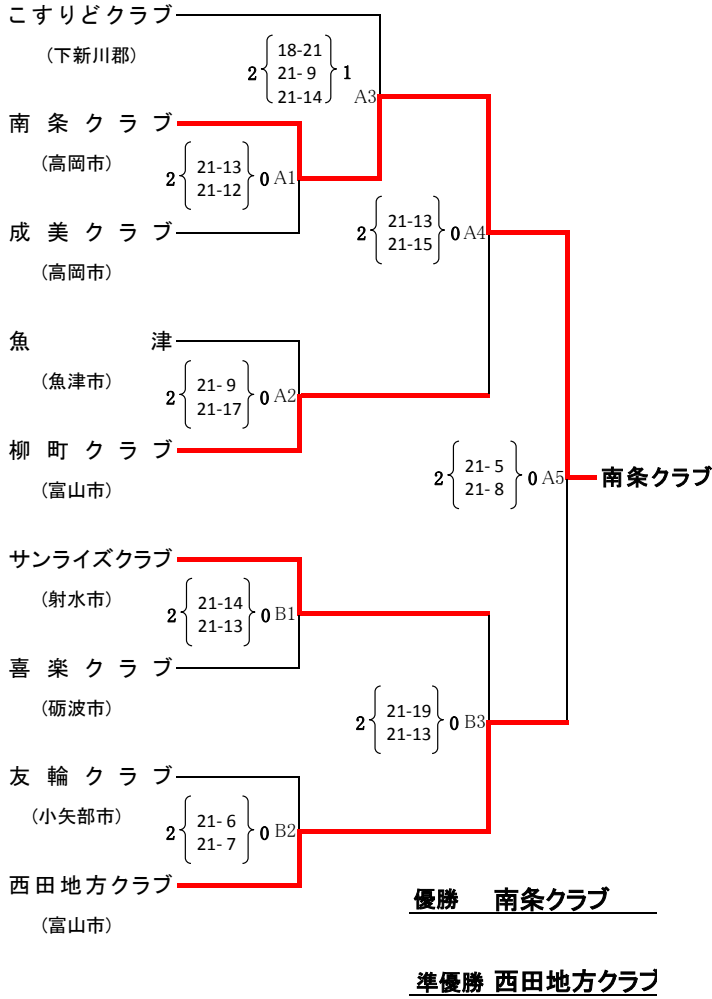 こすりどクラブ
（下新川郡）
2 18-21 1
21- 9
21-14
A3
南 条 ク ラ ブ
（高岡市）
2 21-13 0 A1
21-12
成 美 ク ラ ブ
（高岡市）
2 21-13 0 A4
21-15
魚 津
（魚津市）
2 21- 9 0 A2
21-17
柳 町 ク ラ ブ
（富山市）
2 21- 5 0 A5
21- 8
南条クラブ
サンライズクラブ
（射水市）
2 21-14 0 B1
21-13
喜 楽 ク ラ ブ
（砺波市）
2 21-19 0 B3
21-13
友 輪 ク ラ ブ
（小矢部市）
2 21- 6 0 B2
21- 7
西田地方クラブ
（富山市）
優勝 南条クラブ
準優勝 西田地方クラブ